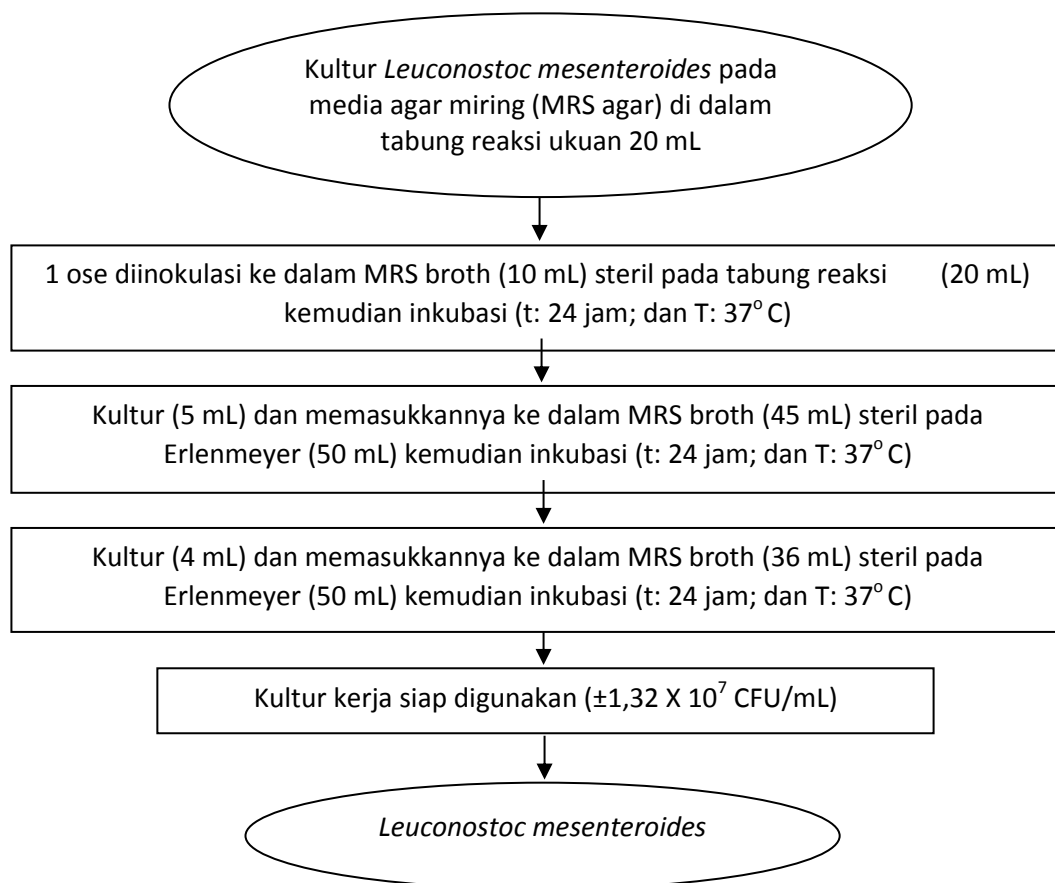 Kultur Leuconostoc mesenteroides pada
media agar miring (MRS agar) di dalam
tabung reaksi ukuan 20 mL
1 ose diinokulasi ke dalam MRS broth (10 mL) steril pada tabung reaksi (20 mL)
kemudian inkubasi (t: 24 jam; dan T: 37° C)
Kultur (5 mL) dan memasukkannya ke dalam MRS broth (45 mL) steril pada
Erlenmeyer (50 mL) kemudian inkubasi (t: 24 jam; dan T: 37° C)
Kultur (4 mL) dan memasukkannya ke dalam MRS broth (36 mL) steril pada
Erlenmeyer (50 mL) kemudian inkubasi (t: 24 jam; dan T: 37° C)
Kultur kerja siap digunakan (±1,32 X 10⁷ CFU/mL)
Leuconostoc mesenteroides